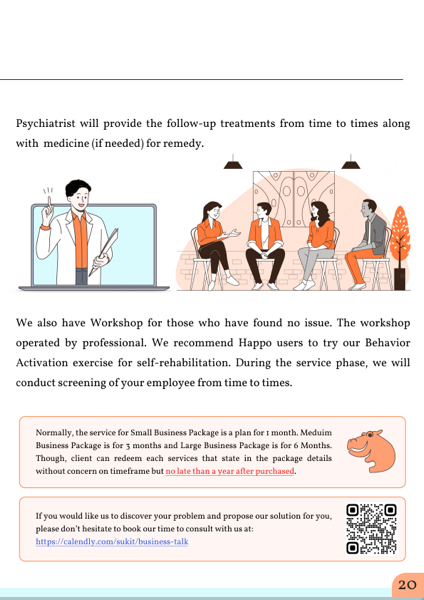 Psychiatrist will provide the follow-up treatments from time to times along
with medicine (if needed) for remedy.
We also have Workshop for those who have found no issue. The workshop
operated by professional. We recommend Happo users to try our Behavior
Activation exercise for self-rehabilitation. During the service phase, we will
conduct screening of your employee from time to times.
Normally, the service for Small Business Package is a plan for 1 month. Meduim
Business Package is for 3 months and Large Business Package is for 6 Months.
Though, client can redeem each services that state in the package details
without concern on timeframe but no late than a year after purchased.
If you would like us to discover your problem and propose our solution for you,
please don't hesitate to book our time to consult with us at:
https://calendly.com/sukit/business-talk
20